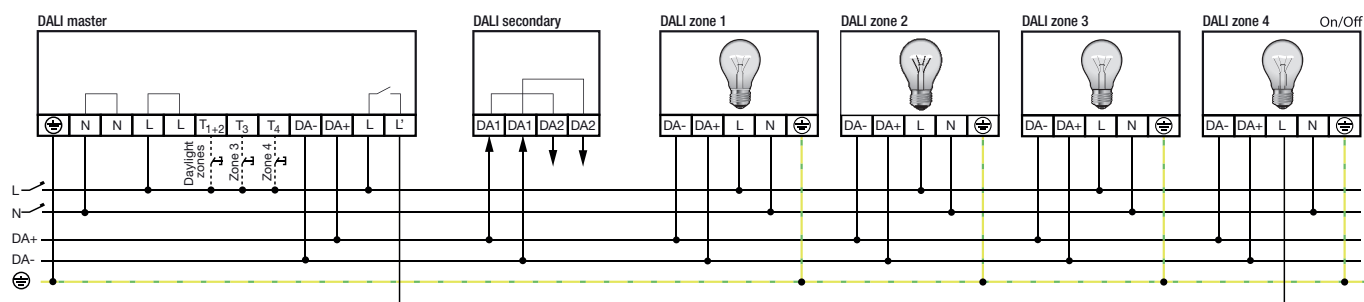 DALI master
DALI secondary
DALI zone 1
DALI zone 2
DALI zone 3
DALI zone 4
On/Off
N N L L T1+2 T3 T4 DA- DA+ L L'
DA1 DA1 DA2 DA2
DA- DA+ L N
DA- DA+ L N
DA- DA+ L N
DA- DA+ L N
Daylight
zones
Zone 3
Zone 4
L
N
DA+
DA-